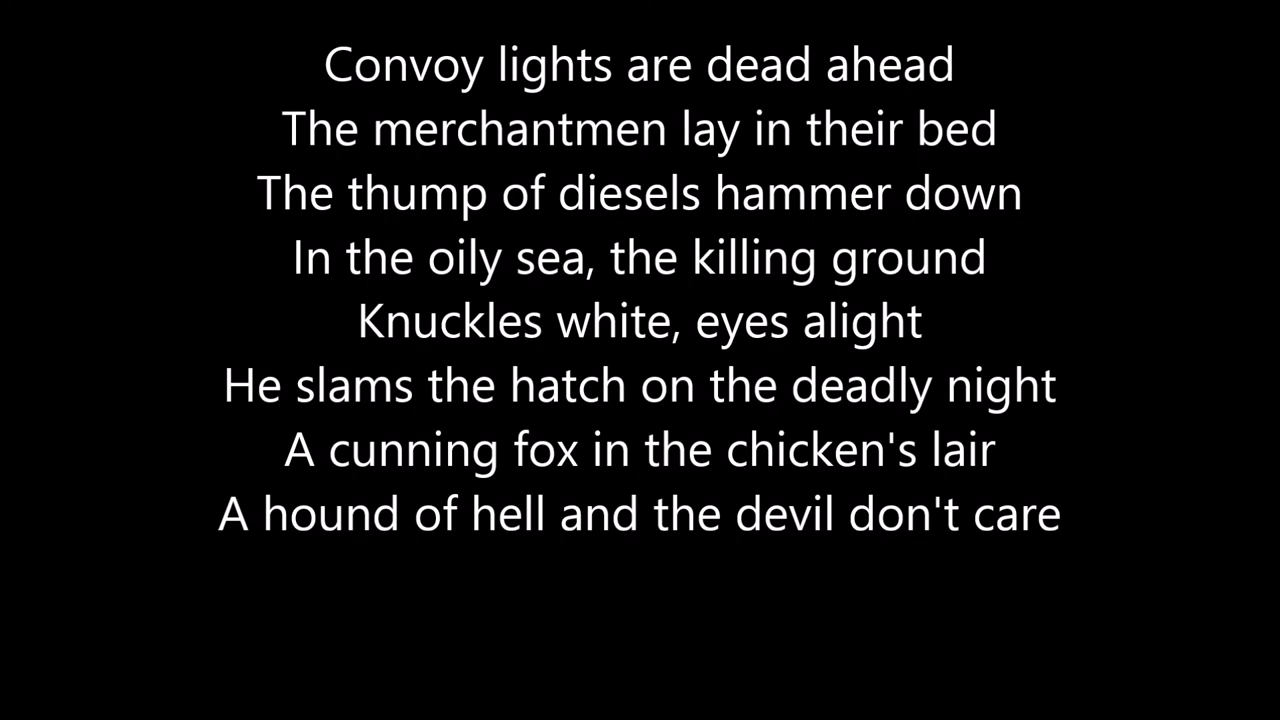 Convoy lights are dead ahead
The merchantmen lay in their bed
The thump of diesels hammer down
In the oily sea, the killing ground
Knuckles white, eyes alight
He slams the hatch on the deadly night
A cunning fox in the chicken's lair
A hound of hell and the devil don't care